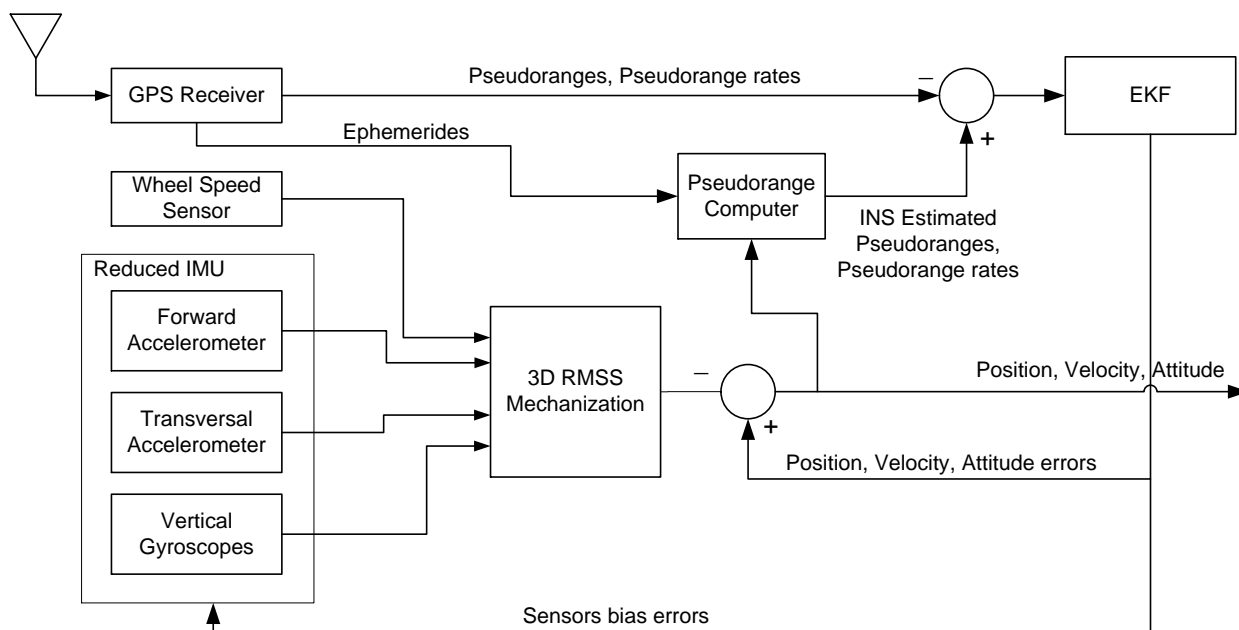 GPS Receiver
Pseudoranges, Pseudorange rates
–
EKF
Ephemerides
+
Wheel Speed
Sensor
Pseudorange
Computer
INS Estimated
Pseudoranges,
Pseudorange rates
Reduced IMU
Forward
Accelerometer
3D RMSS
Mechanization
–
Position, Velocity, Attitude
Transversal
Accelerometer
+
Position, Velocity, Attitude errors
Vertical
Gyroscopes
Sensors bias errors